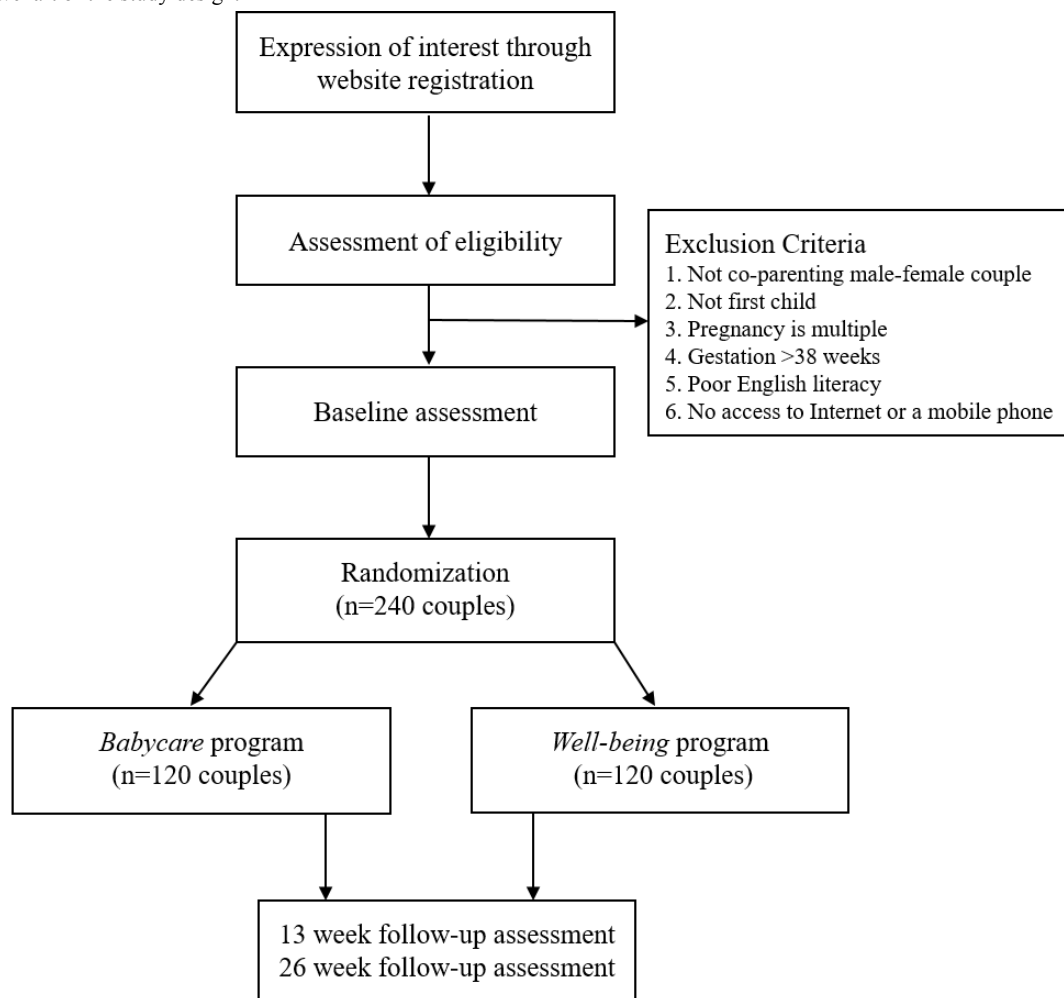 Expression of interest through
website registration
Assessment of eligibility
Exclusion Criteria
1. Not co-parenting male-female couple
2. Not first child
3. Pregnancy is multiple
4. Gestation >38 weeks
5. Poor English literacy
6. No access to Internet or a mobile phone
Baseline assessment
Randomization
(n=240 couples)
Babycare program
(n=120 couples)
Well-being program
(n=120 couples)
13 week follow-up assessment
26 week follow-up assessment